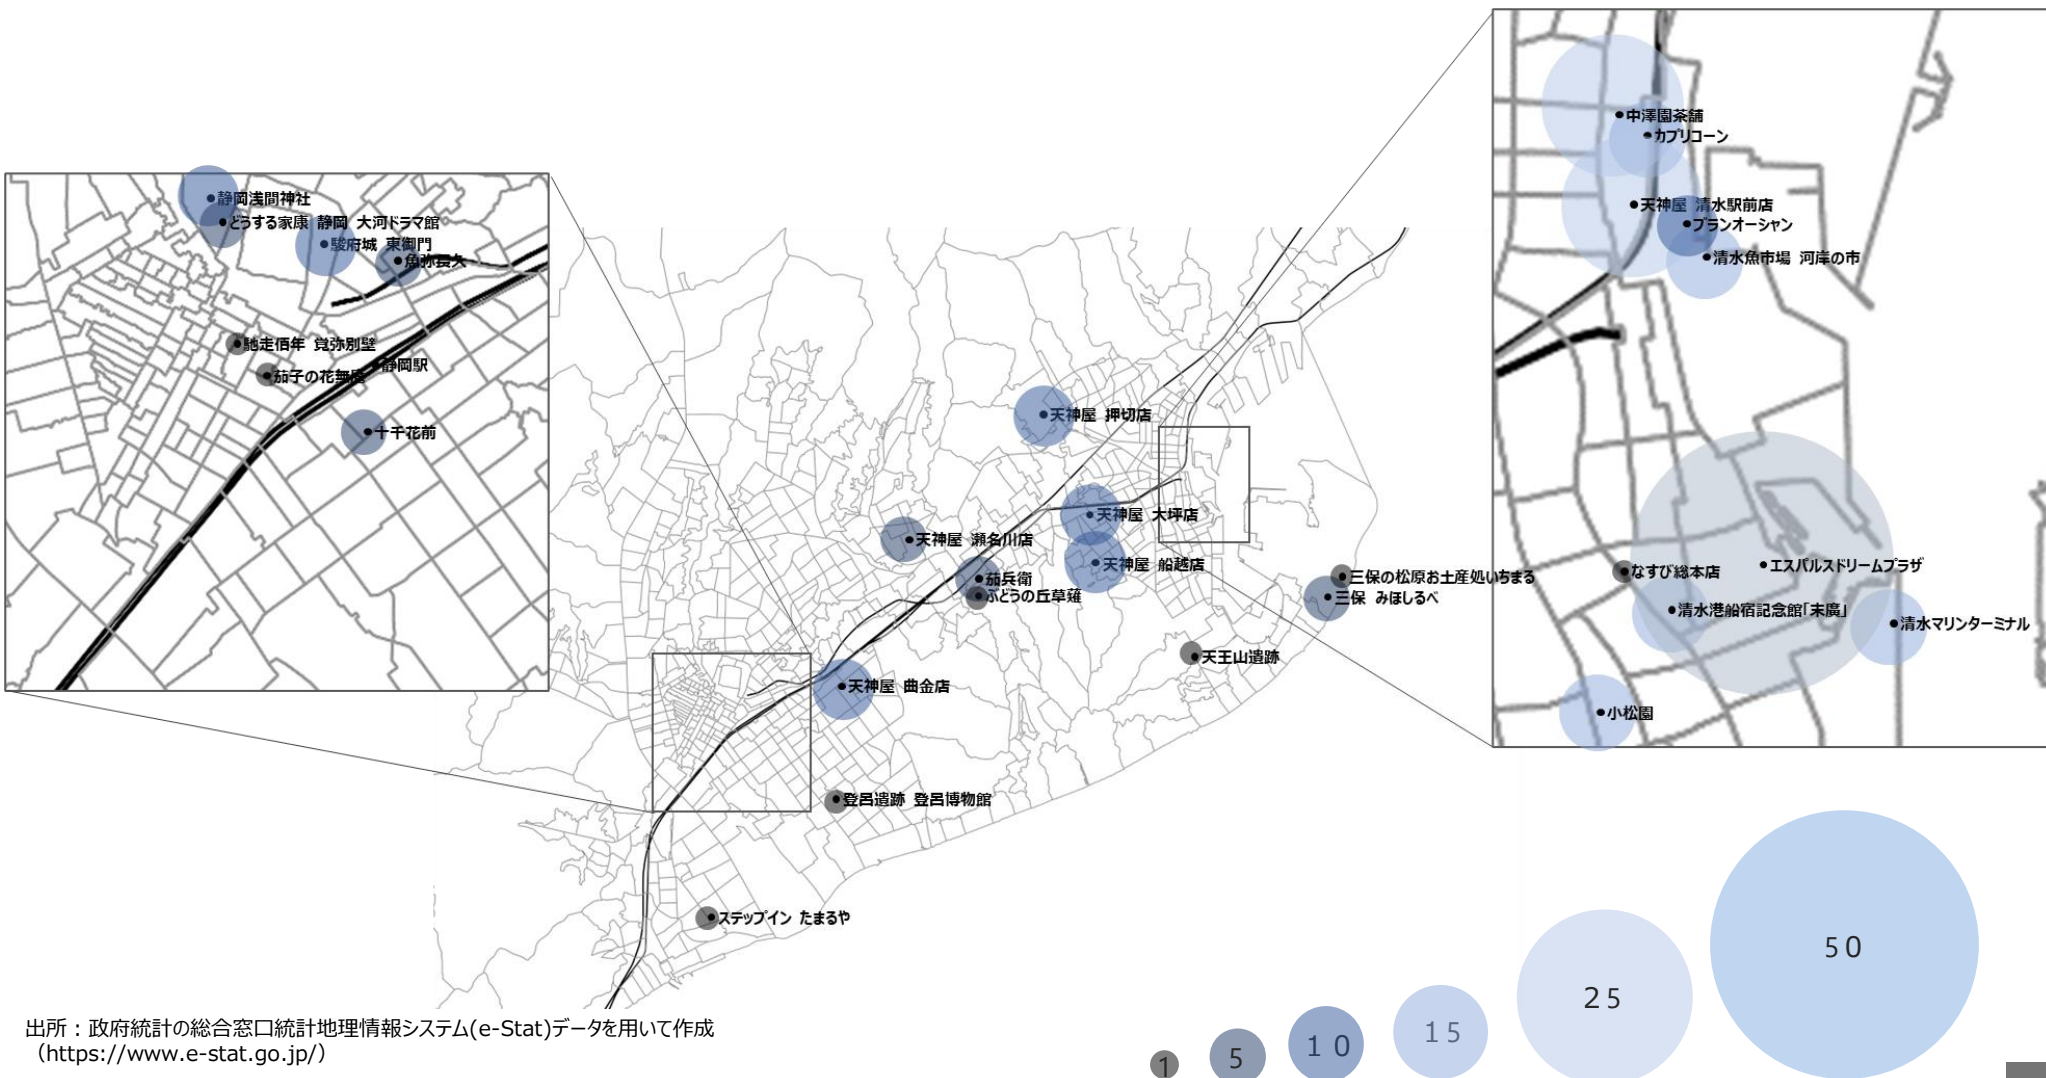 中澤園茶舗
カプリコーン
天神屋 清水駅前店
ブランオーシャン
清水魚市場 河岸の市
静岡浅間神社
どうする家康 静岡 大河ドラマ館
駿府城 東御門
魚弥長久
馳走佰年 覚弥別墅
静岡駅
茄子の花無庵
十千花前
天神屋 押切店
天神屋 大坪店
天神屋 瀬名川店
天神屋 船越店
茄兵衛
ぶどうの丘草薙
三保の松原お土産処いちまる
三保 みほしるべ
天王山遺跡
天神屋 曲金店
登呂遺跡 登呂博物館
ステップイン たまるや
エスパルスドリームプラザ
なすび総本店
清水港船宿記念館「末廣」
清水マリンターミナル
小松園
出所：政府統計の総合窓口統計地理情報システム(e-Stat)データを用いて作成
（https://www.e-stat.go.jp/）
1
5
10
15
25
50